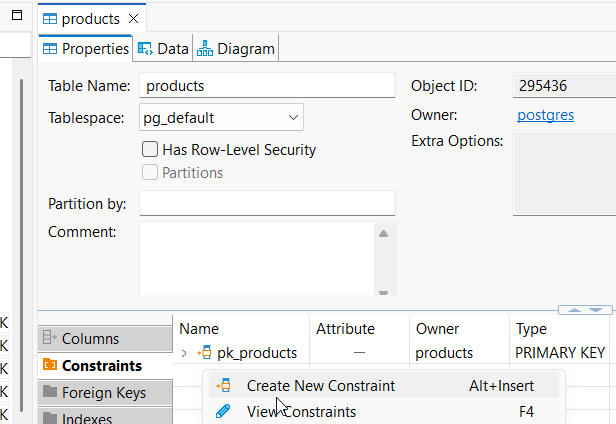 products
Properties Data Diagram
Table Name: products Object ID: 295436
Tablespace: pg_default Owner: postgres
Has Row-Level Security Extra Options:
Partitions
Partition by:
Comment:
K
Columns Name Attribute Owner Type
K
Constraints pk_products — products PRIMARY KEY
K
Foreign Keys Create New Constraint Alt+Insert
K
Indexes View Constraints F4
K